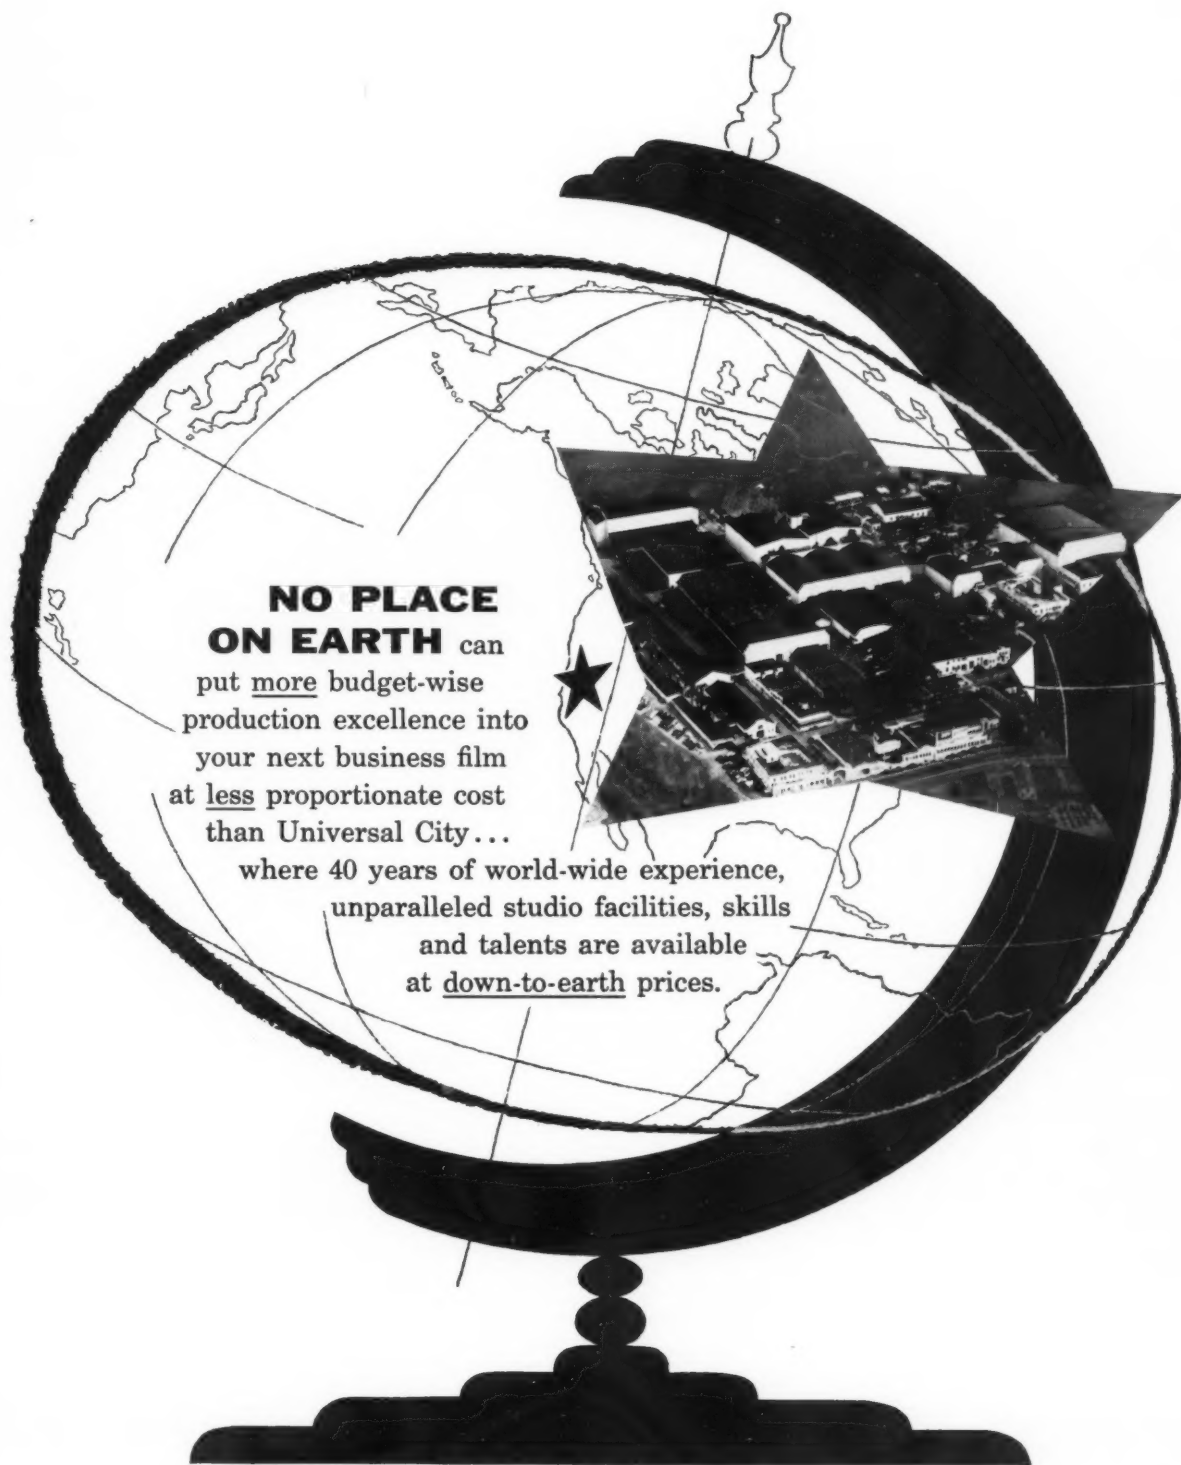 NO PLACE
ON EARTH can
put more budget-wise
production excellence into
your next business film
at less proportionate cost
than Universal City...
where 40 years of world-wide experience,
unparalleled studio facilities, skills
and talents are available
at down-to-earth prices.